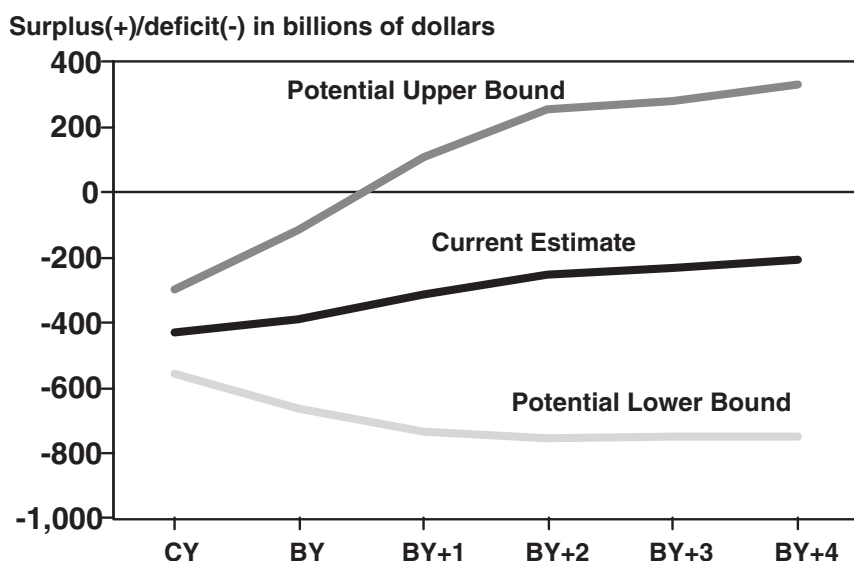 Surplus(+)/deficit(-) in billions of dollars
400
Potential Upper Bound
200
0
Current Estimate
-200
-400
-600
Potential Lower Bound
-800
-1,000
CY BY BY+1 BY+2 BY+3 BY+4